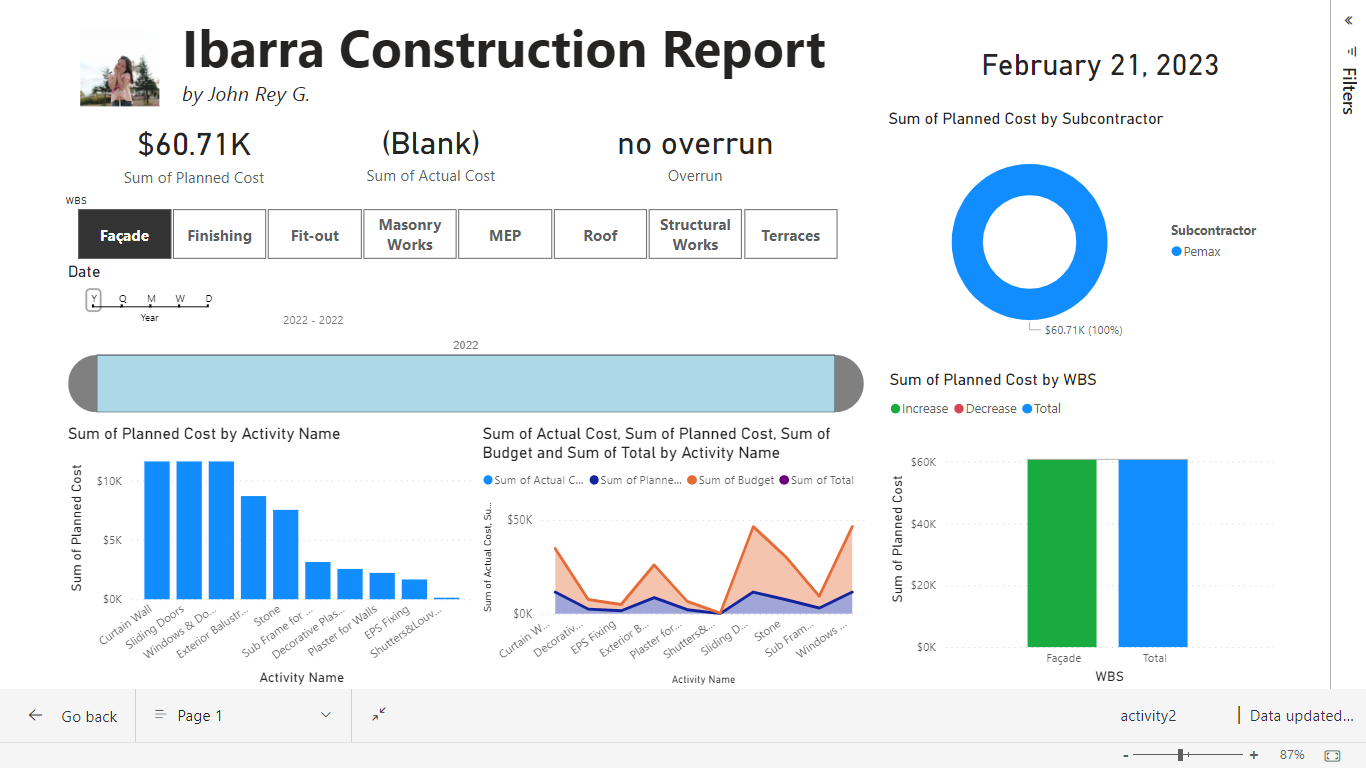 Ibarra Construction Report
by John Rey G.
February 21, 2023
$60.71K
Sum of Planned Cost
(Blank)
Sum of Actual Cost
no overrun
Overrun
WBS
Façade
Finishing
Fit-out
Masonry
Works
MEP
Roof
Structural
Works
Terraces
Date
Y Q M W D
Year
2022 - 2022
2022
Sum of Planned Cost by Activity Name
Sum of Planned Cost
$10K
$5K
$0K
Curtain Wall
Sliding Doors
Windows & Do...
Exterior Balustr...
Stone
Sub Frame for ...
Decorative Plas...
Plaster for Walls
EPS Fixing
Shutters&Louv...
Activity Name
Sum of Actual Cost, Sum of Planned Cost, Sum of
Budget and Sum of Total by Activity Name
Sum of Actual C... Sum of Planne... Sum of Budget Sum of Total
Sum of Actual Cost, Su...
$50K
$0K
Curtain W...
Decorativ...
EPS Fixing
Exterior B...
Plaster for...
Shutters&...
Sliding D...
Stone
Sub Fram...
Windows ...
Activity Name
Sum of Planned Cost by Subcontractor
Subcontractor
Pemax
$60.71K (100%)
Sum of Planned Cost by WBS
Increase Decrease Total
Sum of Planned Cost
$60K
$40K
$20K
$0K
Façade
Total
WBS
Filters
Go back
Page 1
activity2
Data updated...
- + 87%